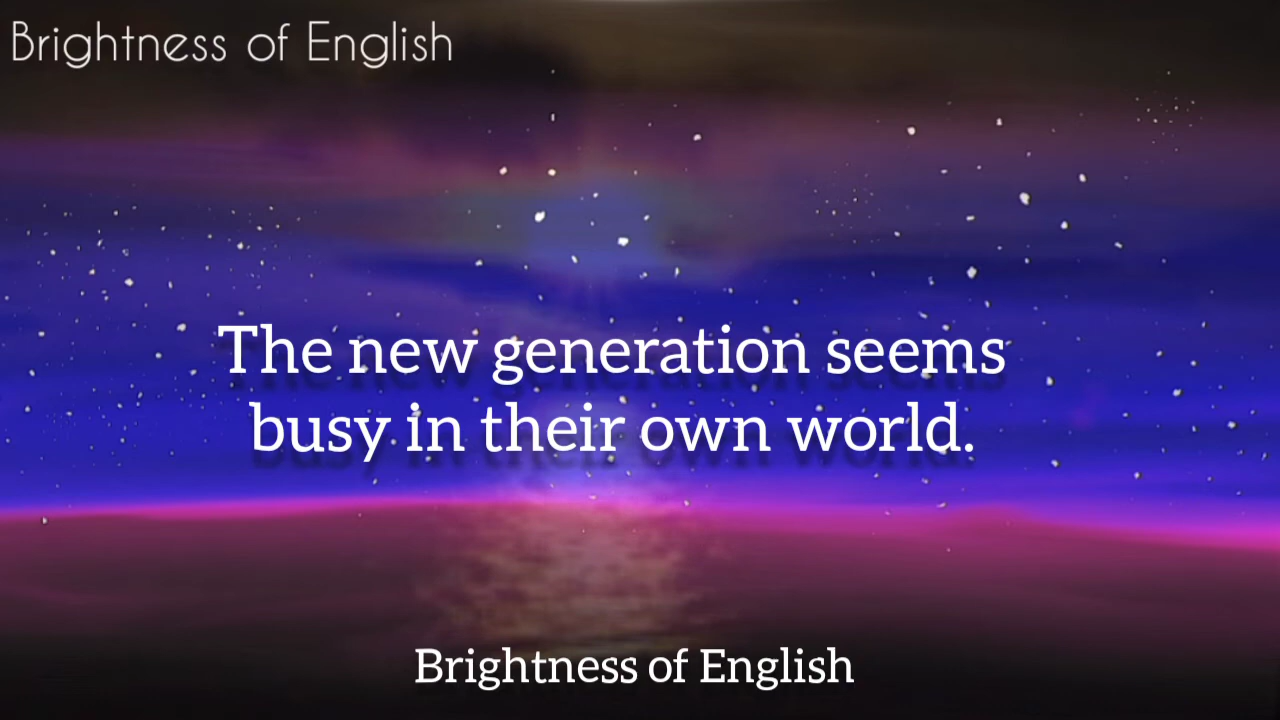 Brightness of English
The new generation seems
busy in their own world.
Brightness of English